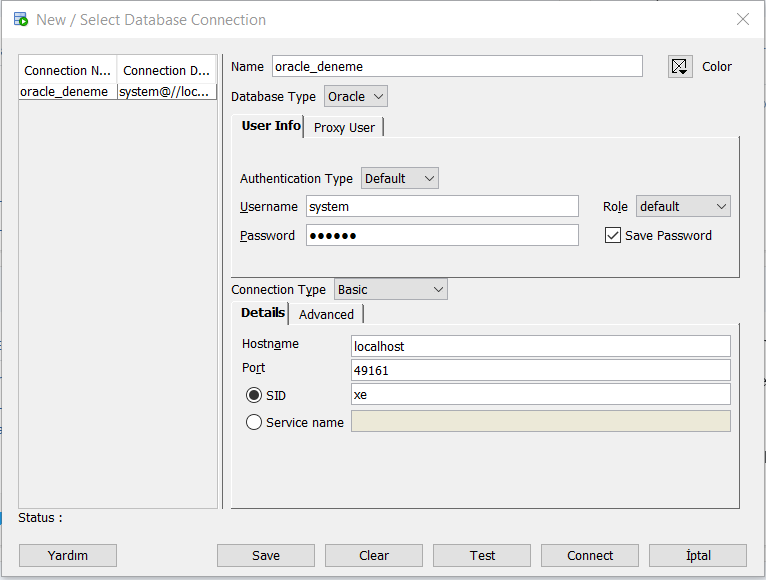 New / Select Database Connection
Connection N... Connection D...
oracle_deneme system@//loc...
Name oracle_deneme Color
Database Type Oracle
User Info Proxy User
Authentication Type Default
Username system Role default
Password ●●●●●● Save Password
Connection Type Basic
Details Advanced
Hostname localhost
Port 49161
SID xe
Service name
Status :
Yardım Save Clear Test Connect İptal